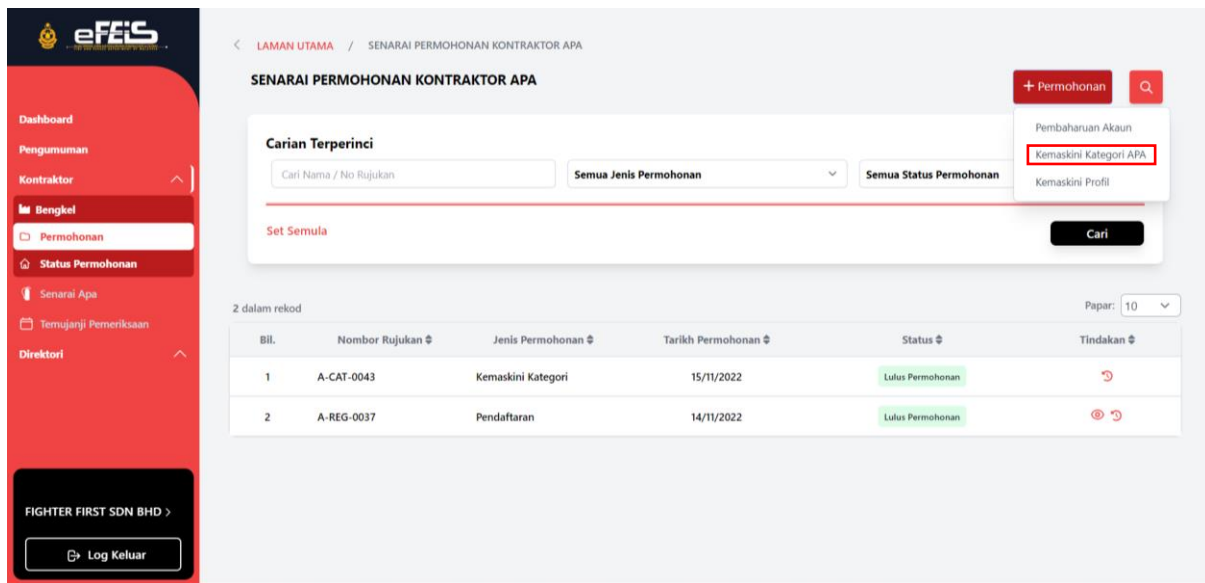 eFEiS
Dashboard
Pengumuman
Kontraktor
Bengkel
Permohonan
Status Permohonan
Senarai Apa
Temujanji Pemeriksaan
Direktori
FIGHTER FIRST SDN BHD >
Log Keluar
< LAMAN UTAMA / SENARAI PERMOHONAN KONTRAKTOR APA
SENARAI PERMOHONAN KONTRAKTOR APA
+ Permohonan
Pembaharuan Akaun
Kemaskini Kategori APA
Kemaskini Profil
Carian Terperinci
Cari Nama / No Rujukan Semua Jenis Permohonan Semua Status Permohonan
Set Semula Cari
2 dalam rekod Papar: 10
Bil. Nombor Rujukan Jenis Permohonan Tarikh Permohonan Status Tindakan
1 A-CAT-0043 Kemaskini Kategori 15/11/2022 Lulus Permohonan
2 A-REG-0037 Pendaftaran 14/11/2022 Lulus Permohonan